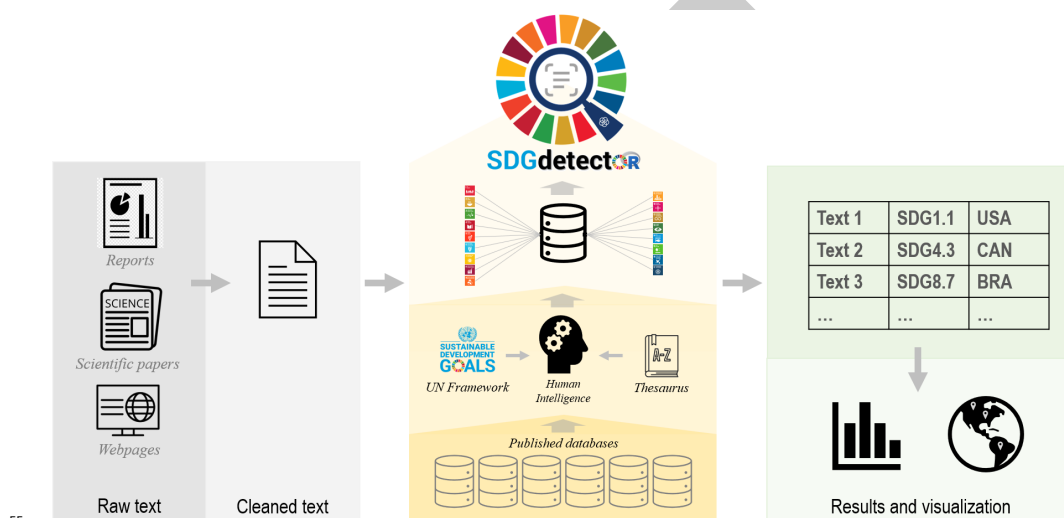 SDGdetectR
Reports
SCIENCE
Scientific papers
Webpages
Raw text
Cleaned text
SUSTAINABLE
DEVELOPMENT
GOALS
UN Framework
Human
Intelligence
A-Z
Thesaurus
Published databases
Text 1 SDG1.1 USA
Text 2 SDG4.3 CAN
Text 3 SDG8.7 BRA
... ... ...
Results and visualization